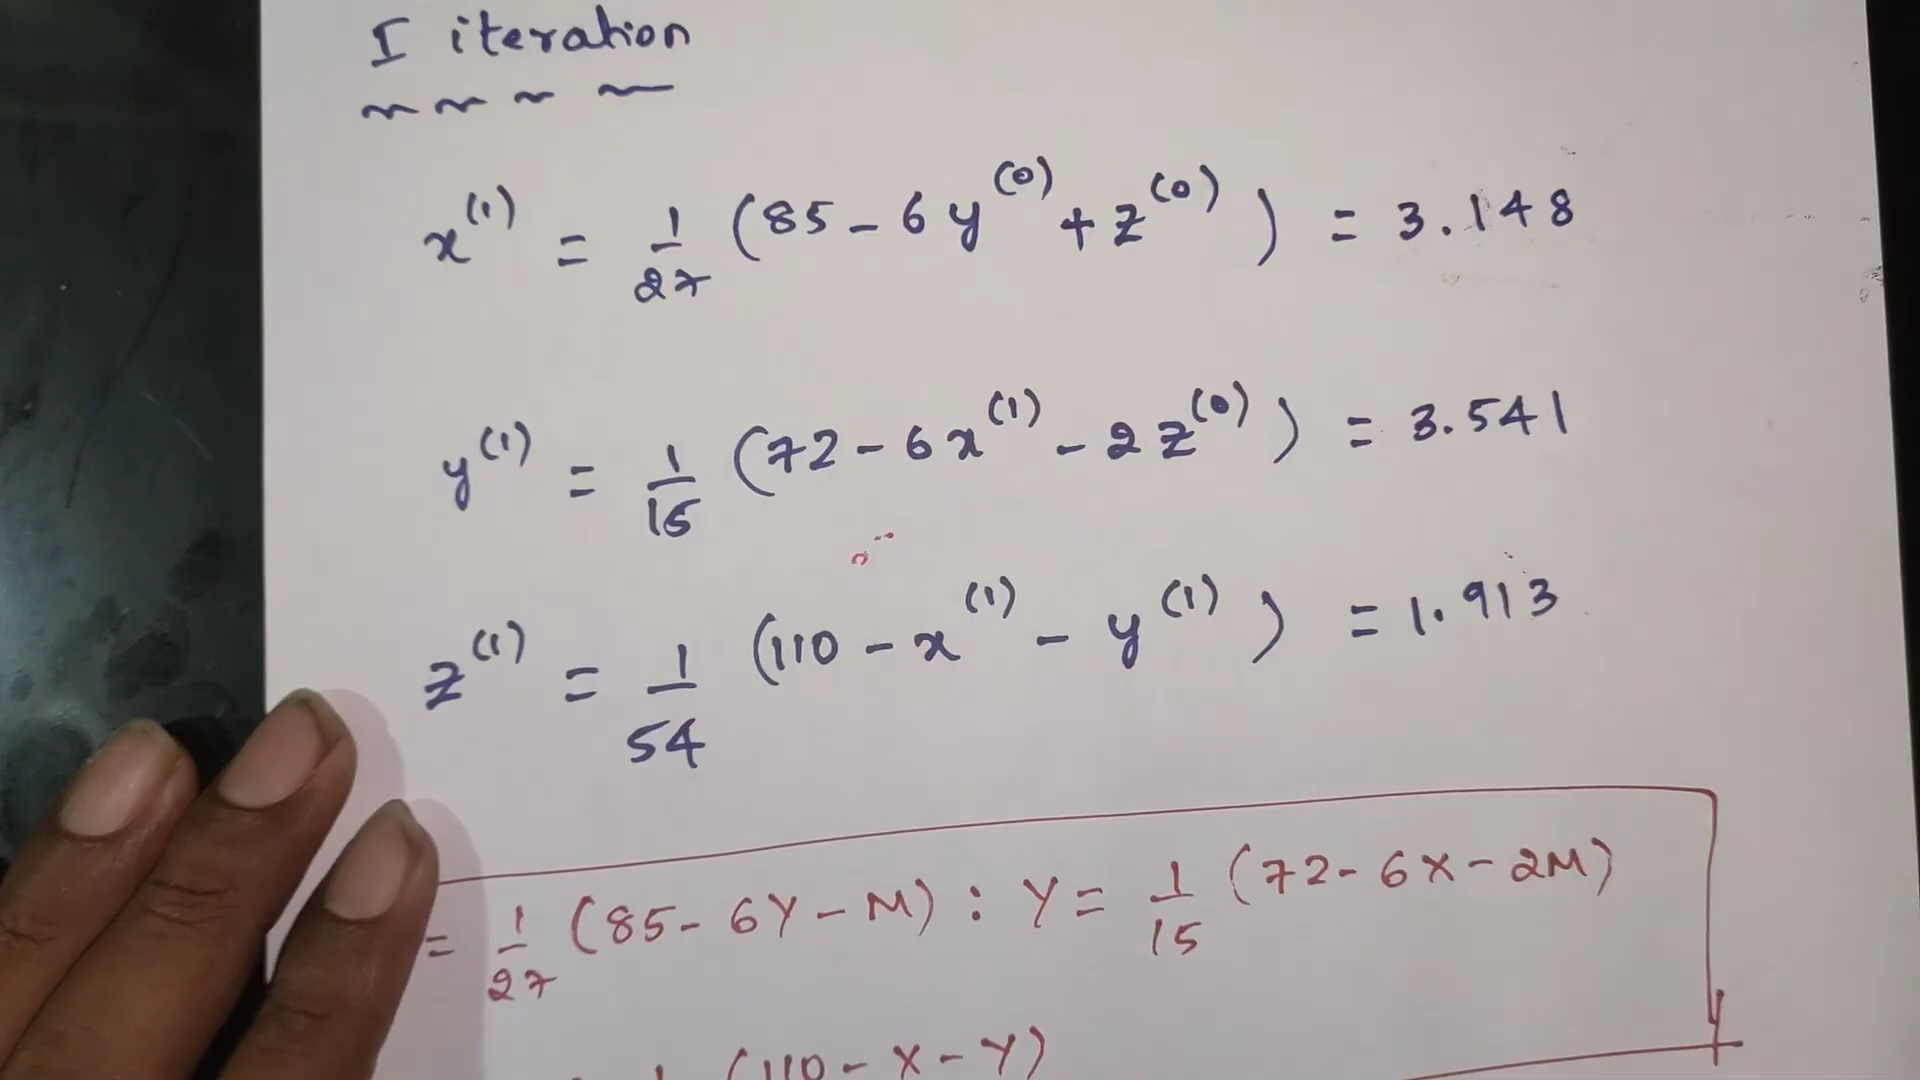 I iteration
x^(1) = 1/27 (85 - 6y^(0) + z^(0)) = 3.148
y^(1) = 1/15 (72 - 6x^(1) - 2z^(0)) = 3.541
z^(1) = 1/54 (110 - x^(1) - y^(1)) = 1.913
= 1/27 (85 - 6Y - M) : Y = 1/15 (72 - 6X - 2M)
(110 - X - Y)